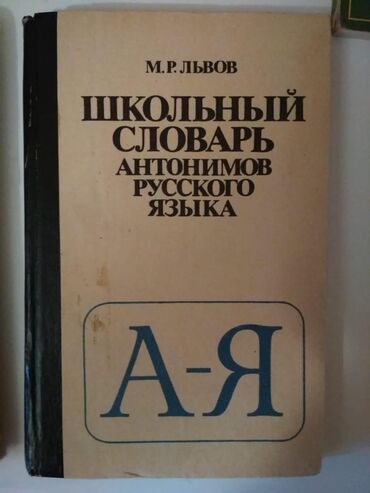 М.Р. ЛЬВОВ
ШКОЛЬНЫЙ
СЛОВАРЬ
АНТОНИМОВ
РУССКОГО
ЯЗЫКА
А-Я